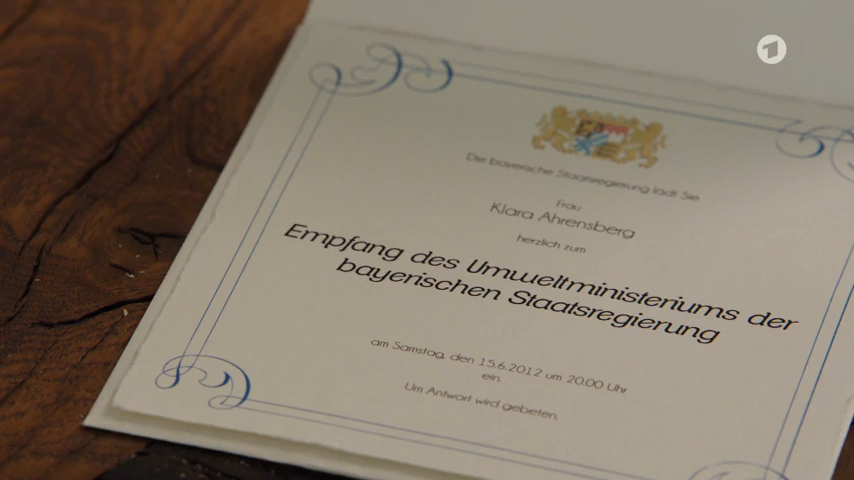 Die bayerische Staatsregierung lädt Sie
Frau
Klara Ahrensberg
herzlich zum
Empfang des Umweltministeriums der
bayerischen Staatsregierung
am Samstag, den 15.6.2012 um 20.00 Uhr
ein.
Um Antwort wird gebeten.